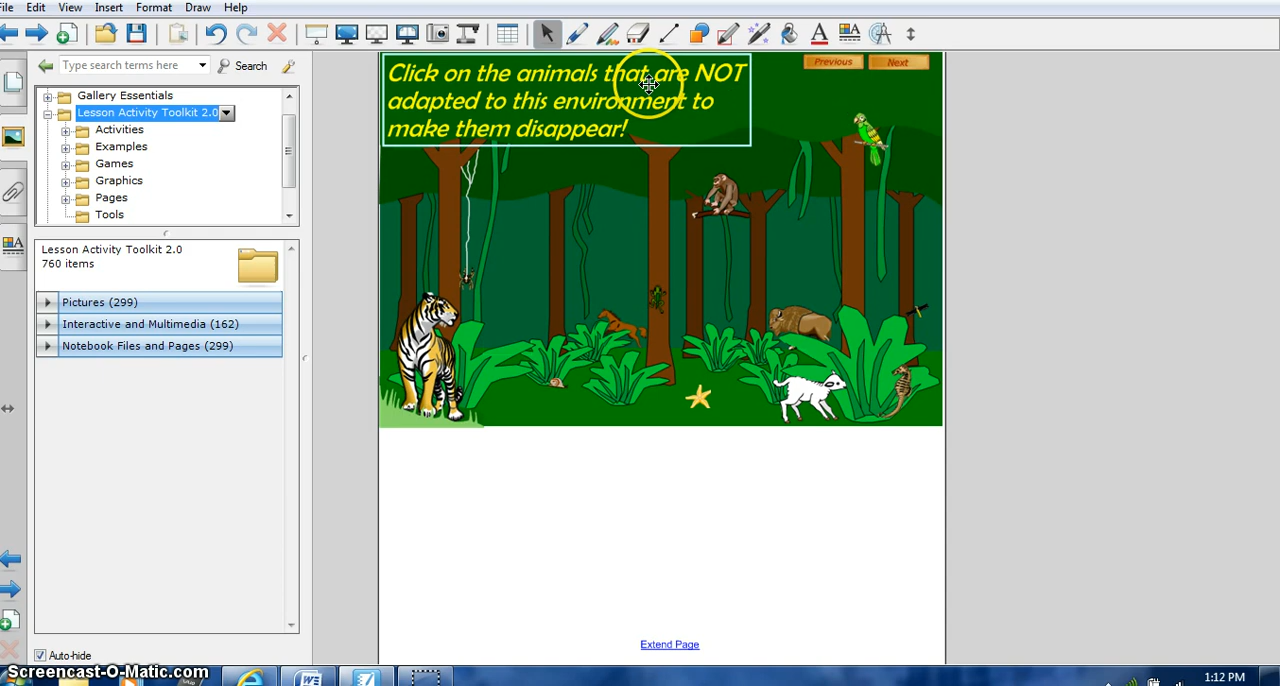 File Edit View Insert Format Draw Help
Type search terms here Search
Gallery Essentials
Lesson Activity Toolkit 2.0
Activities
Examples
Games
Graphics
Pages
Tools
Lesson Activity Toolkit 2.0
760 items
Pictures (299)
Interactive and Multimedia (162)
Notebook Files and Pages (299)
Auto-hide
Click on the animals that are NOT
adapted to this environment to
make them disappear!
Previous Next
Extend Page
Screencast-O-Matic.com
1:12 PM